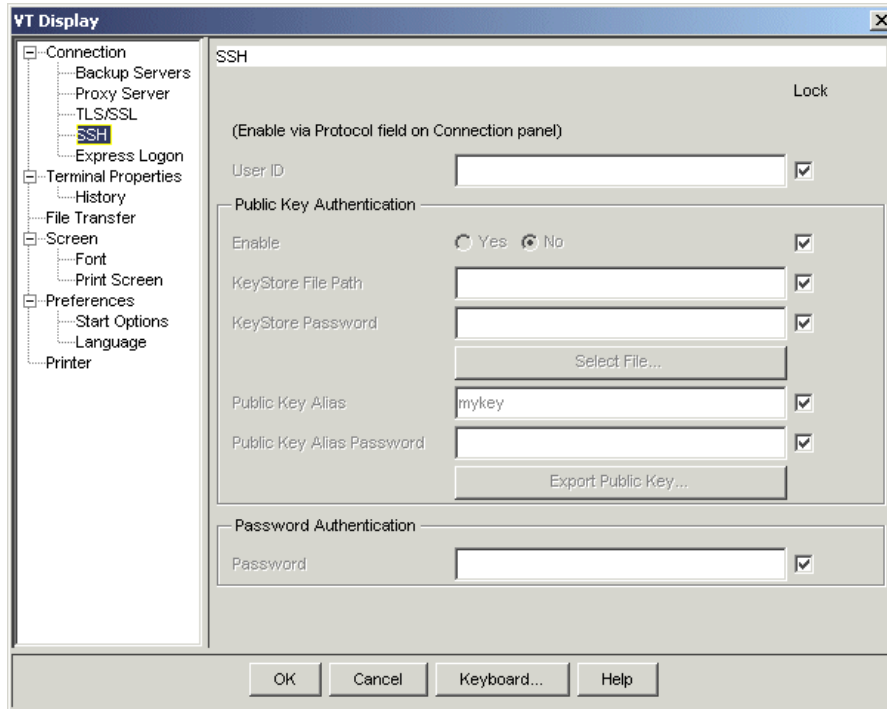 VT Display
Connection
Backup Servers
Proxy Server
TLS/SSL
SSH
Express Logon
Terminal Properties
History
File Transfer
Screen
Font
Print Screen
Preferences
Start Options
Language
Printer
SSH
Lock
(Enable via Protocol field on Connection panel)
User ID
Public Key Authentication
Enable Yes No
KeyStore File Path
KeyStore Password
Select File...
Public Key Alias mykey
Public Key Alias Password
Export Public Key...
Password Authentication
Password
OK Cancel Keyboard... Help